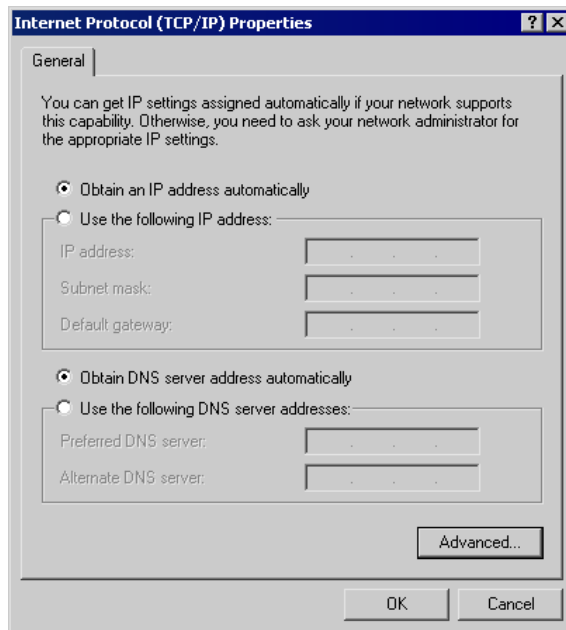 Internet Protocol (TCP/IP) Properties
General
You can get IP settings assigned automatically if your network supports
this capability. Otherwise, you need to ask your network administrator for
the appropriate IP settings.
Obtain an IP address automatically
Use the following IP address:
IP address:
Subnet mask:
Default gateway:
Obtain DNS server address automatically
Use the following DNS server addresses:
Preferred DNS server:
Alternate DNS server:
Advanced...
OK Cancel